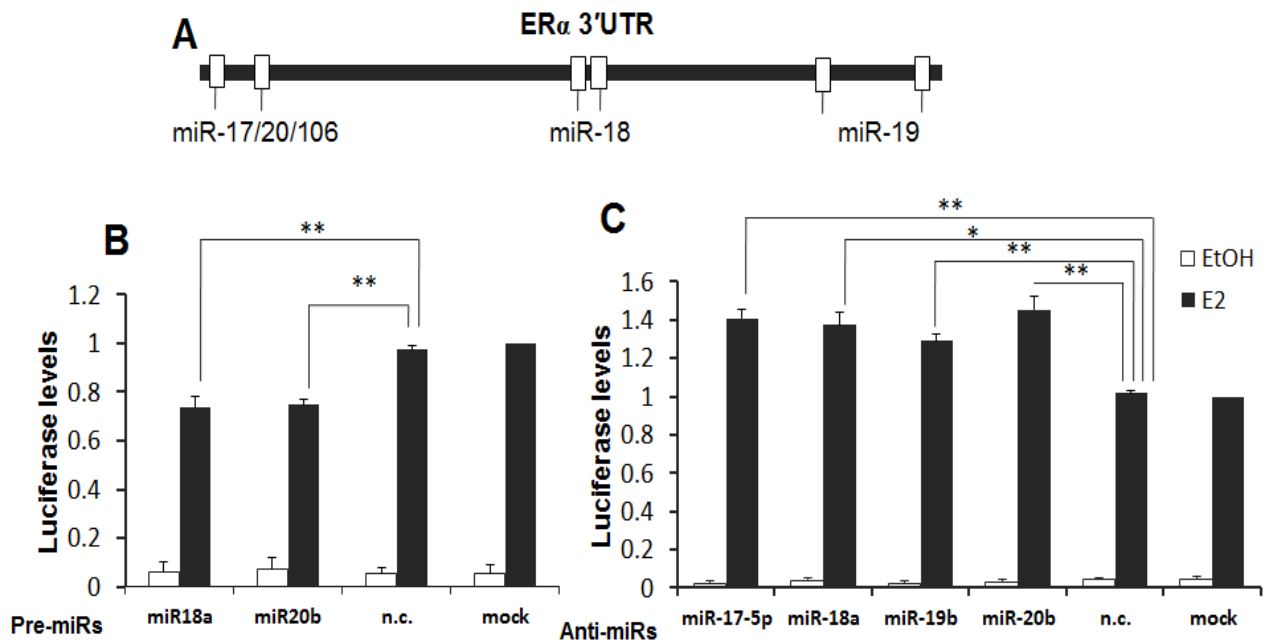 A
ERα 3′UTR
miR-17/20/106
miR-18
miR-19
B
**
**
Luciferase levels
1.2
1
0.8
0.6
0.4
0.2
0
Pre-miRs
miR18a
miR20b
n.c.
mock
C
**
*
**
**
EtOH
E2
Luciferase levels
1.6
1.4
1.2
1
0.8
0.6
0.4
0.2
0
Anti-miRs
miR-17-5p
miR-18a
miR-19b
miR-20b
n.c.
mock